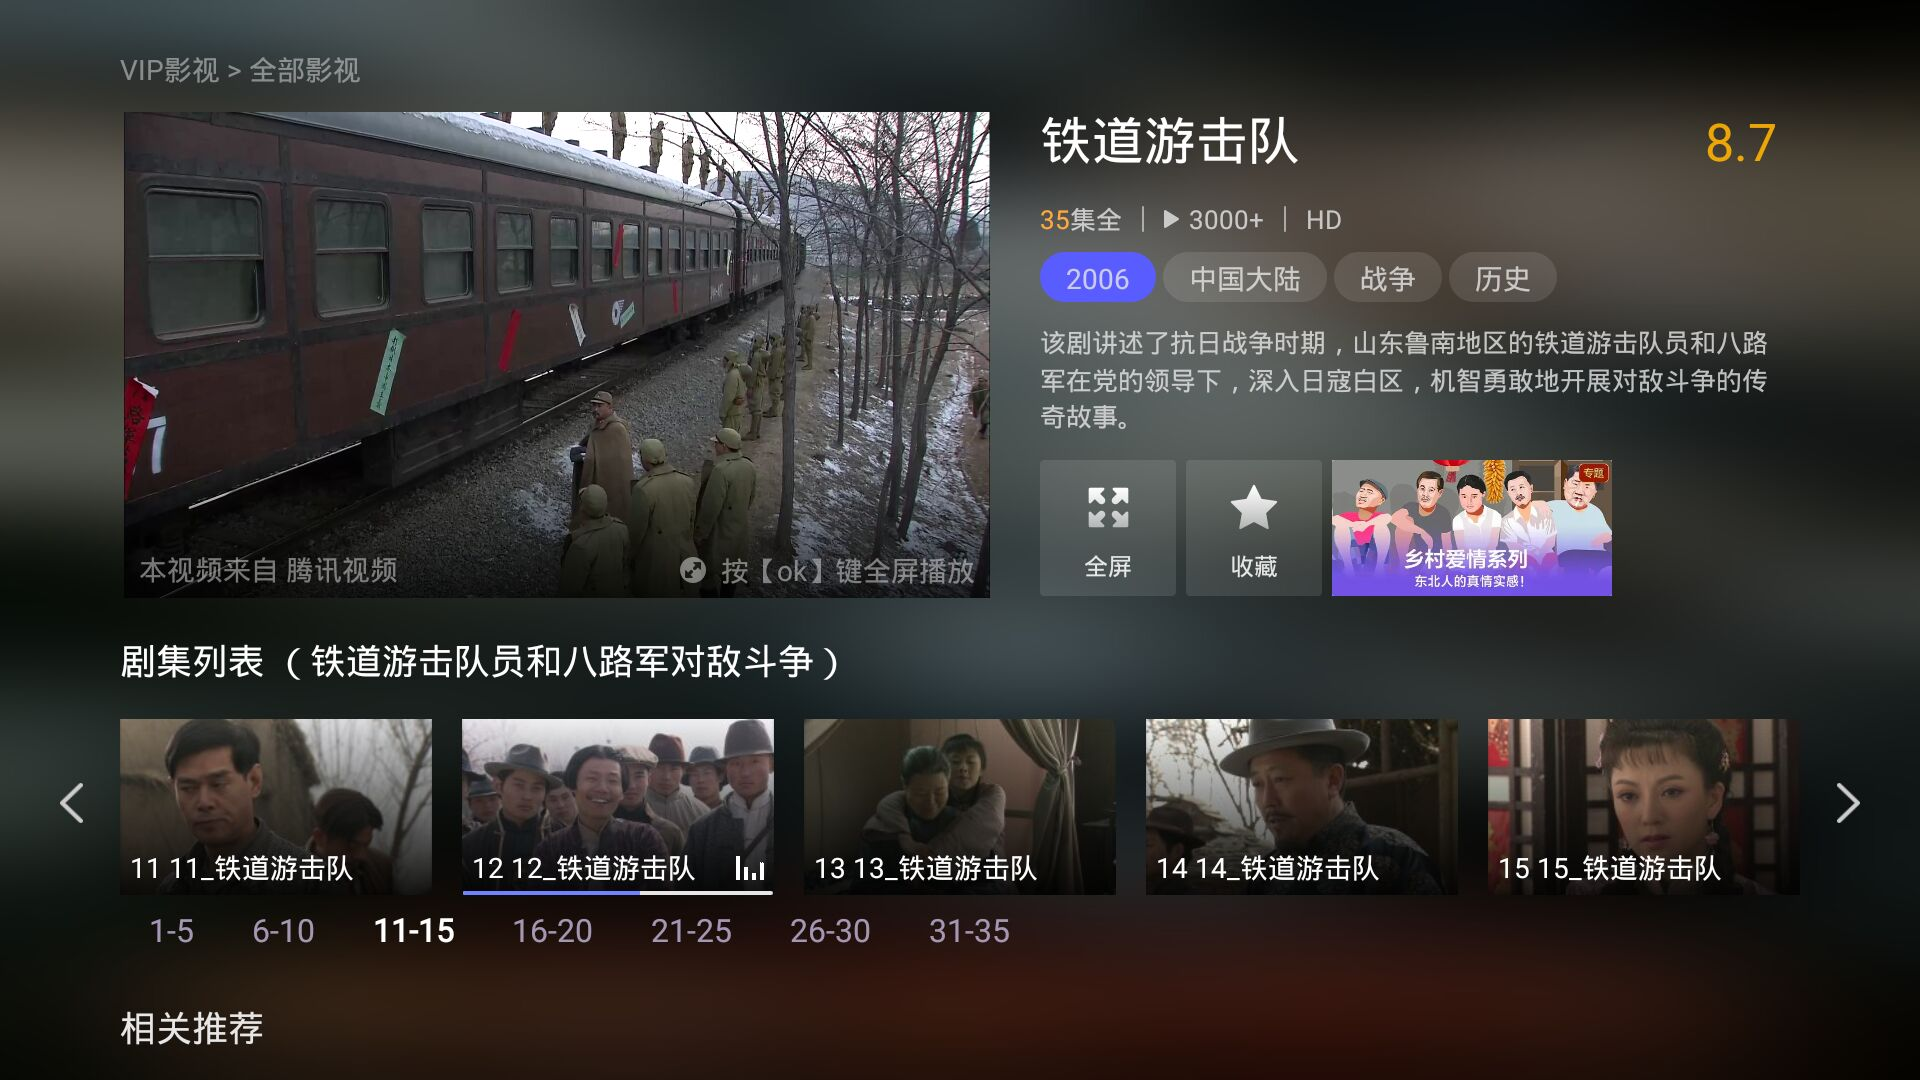 VIP影视 > 全部影视
铁道游击队
8.7
35集全 | 3000+ | HD
2006 中国大陆 战争 历史
该剧讲述了抗日战争时期，山东鲁南地区的铁道游击队员和八路
军在党的领导下，深入日寇白区，机智勇敢地开展对敌斗争的传
奇故事。
本视频来自 腾讯视频
按【ok】键全屏播放
全屏
收藏
专题
乡村爱情系列
东北人的真情实感！
剧集列表 （铁道游击队员和八路军对敌斗争）
11 11_铁道游击队
12 12_铁道游击队
13 13_铁道游击队
14 14_铁道游击队
15 15_铁道游击队
1-5 6-10 11-15 16-20 21-25 26-30 31-35
相关推荐